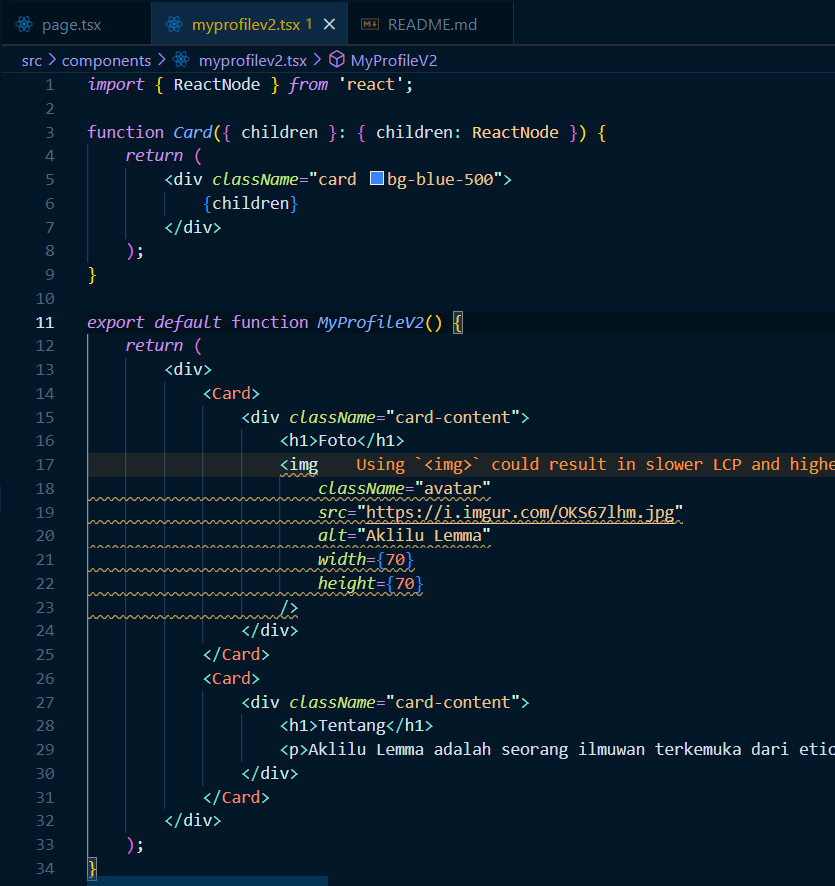 page.tsx myprofilev2.tsx 1 README.md
src > components > myprofilev2.tsx > MyProfileV2
1 import { ReactNode } from 'react';
2
3 function Card({ children }: { children: ReactNode }) {
4 return (
5 <div className="card bg-blue-500">
6 {children}
7 </div>
8 );
9 }
10
11 export default function MyProfileV2() {
12 return (
13 <div>
14 <Card>
15 <div className="card-content">
16 <h1>Foto</h1>
17 <img Using `<img>` could result in slower LCP and highe
18 className="avatar"
19 src="https://i.imgur.com/OKS67lhm.jpg"
20 alt="Aklilu Lemma"
21 width={70}
22 height={70}
23 />
24 </div>
25 </Card>
26 <Card>
27 <div className="card-content">
28 <h1>Tentang</h1>
29 <p>Aklilu Lemma adalah seorang ilmuwan terkemuka dari etio
30 </div>
31 </Card>
32 </div>
33 );
34 }